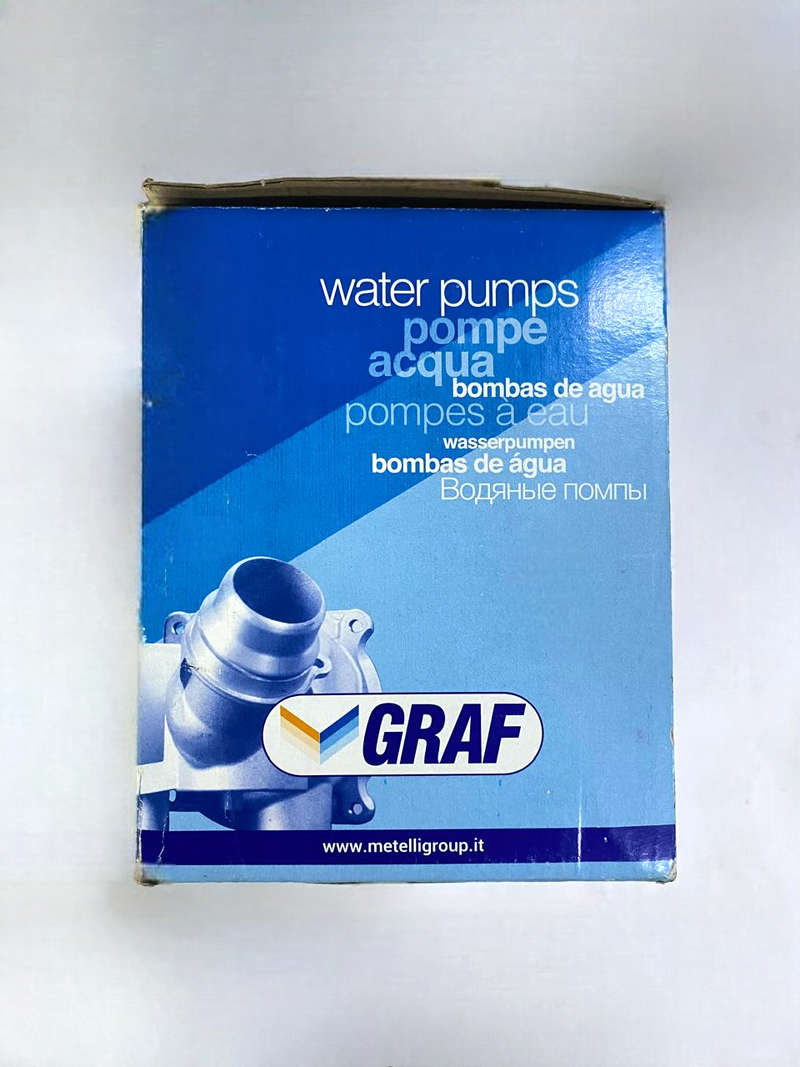 water pumps
pompe
acqua
bombas de agua
pompes à eau
wasserpumpen
bombas de água
Водяные помпы
GRAF
www.metelligroup.it